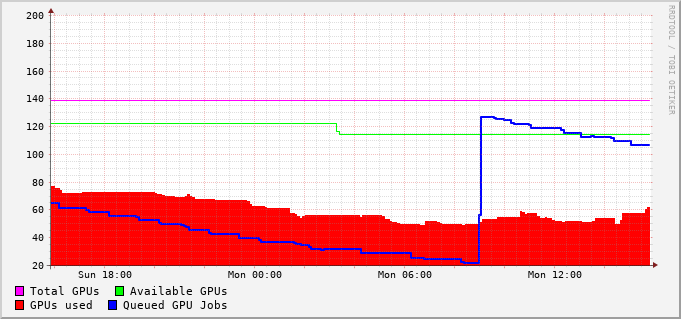 200
180
160
140
120
100
80
60
40
20
Sun 18:00 Mon 00:00 Mon 06:00 Mon 12:00
Total GPUs Available GPUs
GPUs used Queued GPU Jobs
RRDTOOL / TOBI OETIKER